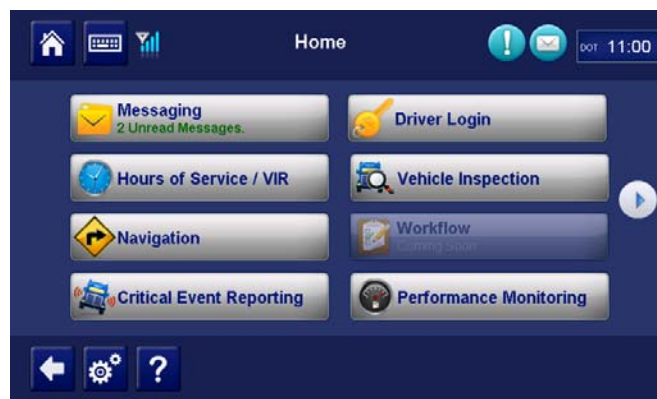 Home
DOT 11:00
Messaging
2 Unread Messages.
Driver Login
Hours of Service / VIR
Vehicle Inspection
Navigation
Workflow
Coming Soon
Critical Event Reporting
Performance Monitoring
?